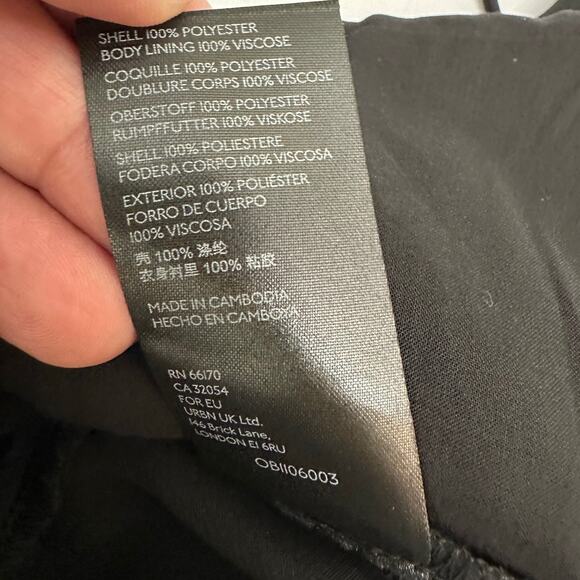 SHELL 100% POLYESTER
BODY LINING 100% VISCOSE
COQUILLE 100% POLYESTER
DOUBLURE CORPS 100% VISCOSE
OBERSTOFF 100% POLYESTER
RUMPFFUTTER 100% VISKOSE
SHELL 100% POLIESTERE
FODERA CORPO 100% VISCOSA
EXTERIOR 100% POLIÉSTER
FORRO DE CUERPO
100% VISCOSA
壳 100% 涤纶
衣身衬里 100% 粘胶
MADE IN CAMBODIA
HECHO EN CAMBOYA
RN 66170
CA 32054
FOR EU
URBN UK Ltd.
146 Brick Lane,
LONDON E1 6RU
OB1106003